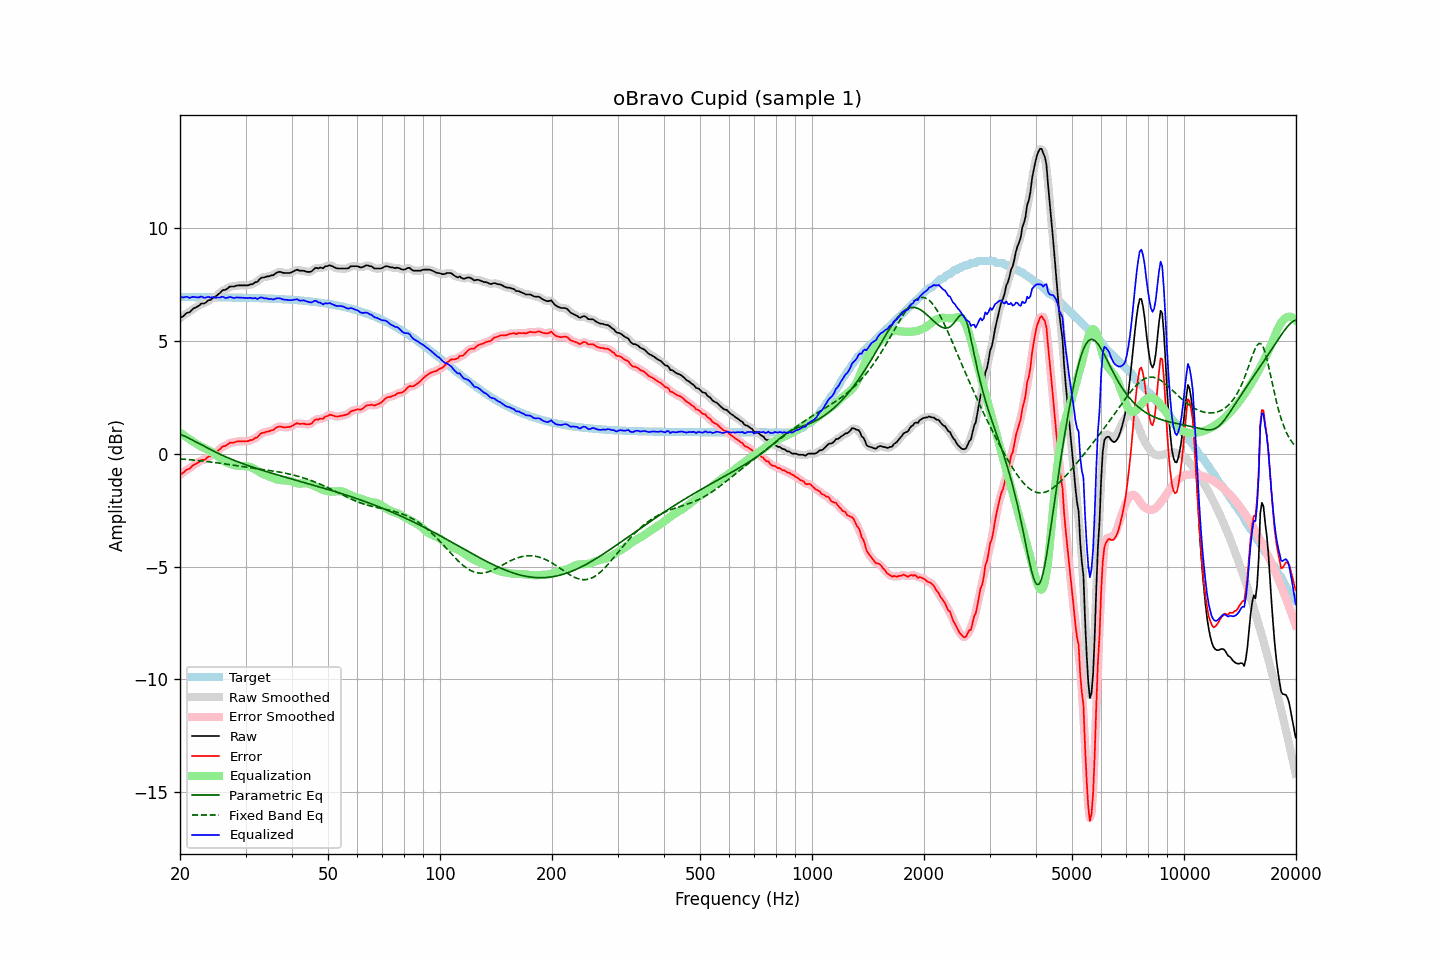 oBravo Cupid (sample 1)
Amplitude (dBr)
10
5
0
−5
−10
−15
Target
Raw Smoothed
Error Smoothed
Raw
Error
Equalization
Parametric Eq
Fixed Band Eq
Equalized
20 50 100 200 500 1000 2000 5000 10000 20000
Frequency (Hz)